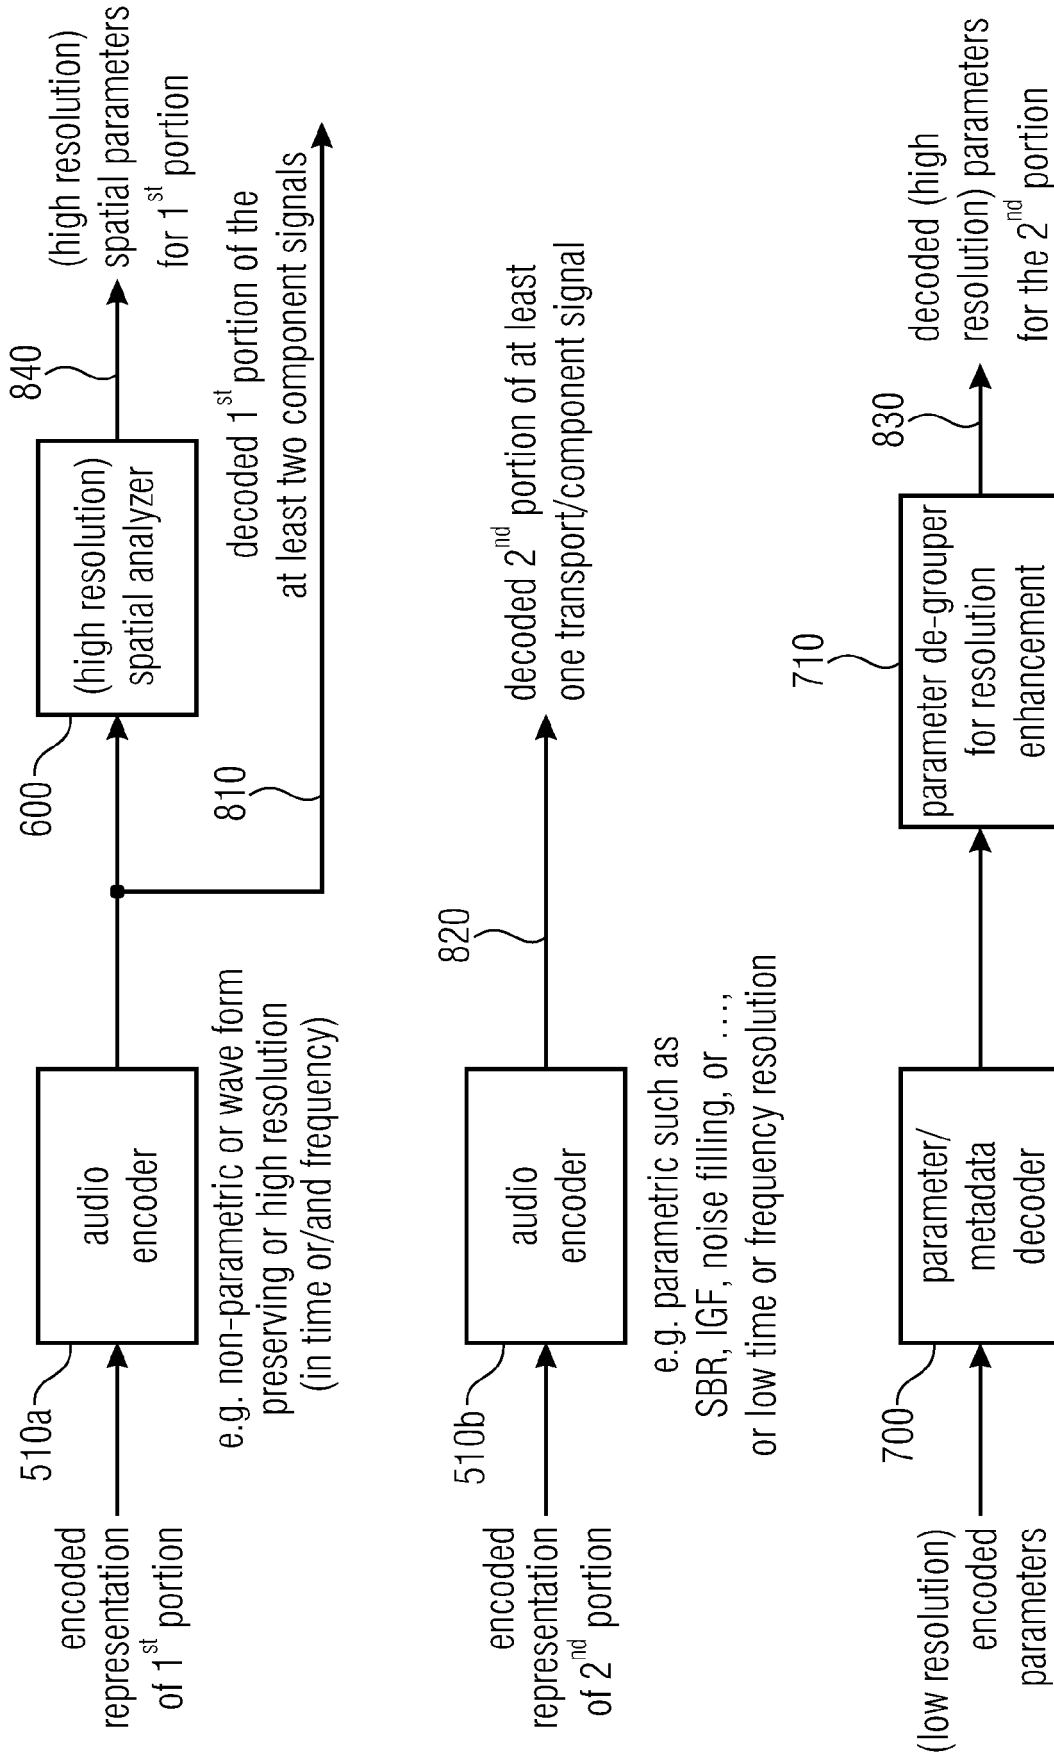 encoded
representation
of 1st portion
510a
audio
encoder
e.g. non-parametric or wave form
preserving or high resolution
(in time or/and frequency)
600
(high resolution)
spatial analyzer
840
(high resolution)
spatial parameters
for 1st portion
810
decoded 1st portion of the
at least two component signals
encoded
representation
of 2nd portion
510b
audio
encoder
e.g. parametric such as
SBR, IGF, noise filling, or ...,
or low time or frequency resolution
820
decoded 2nd portion of at least
one transport/component signal
(low resolution)
encoded
parameters
700
parameter/
metadata
decoder
710
parameter de-grouper
for resolution
enhancement
830
decoded (high
resolution) parameters
for the 2nd portion